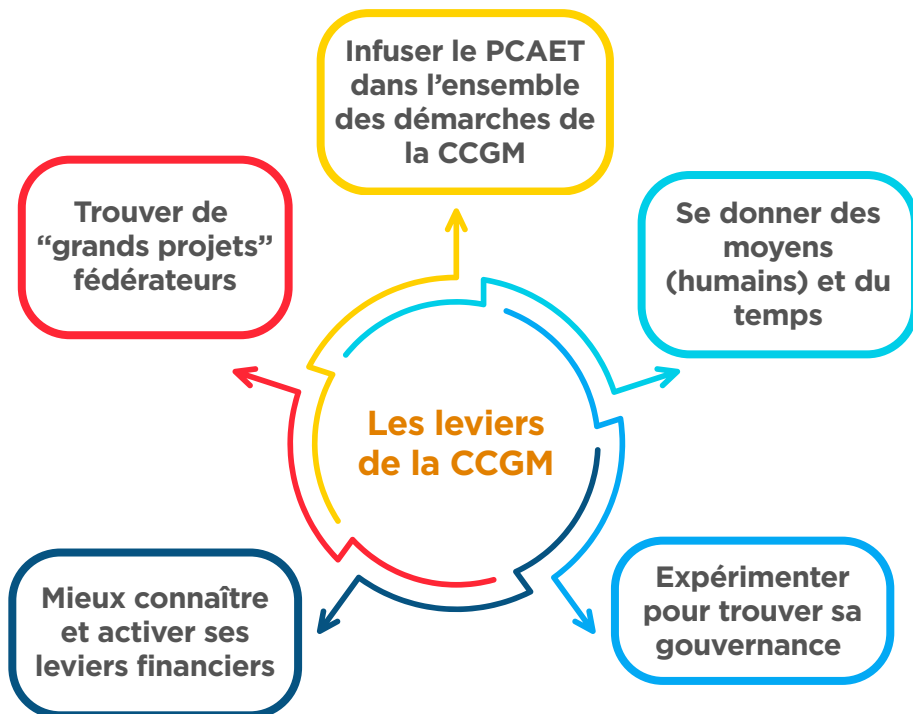 Infuser le PCAET
dans l’ensemble
des démarches de
la CCGM
Trouver de
“grands projets”
fédérateurs
Se donner des
moyens
(humains) et du
temps
Les leviers
de la CCGM
Mieux connaître
et activer ses
leviers financiers
Expérimenter
pour trouver sa
gouvernance